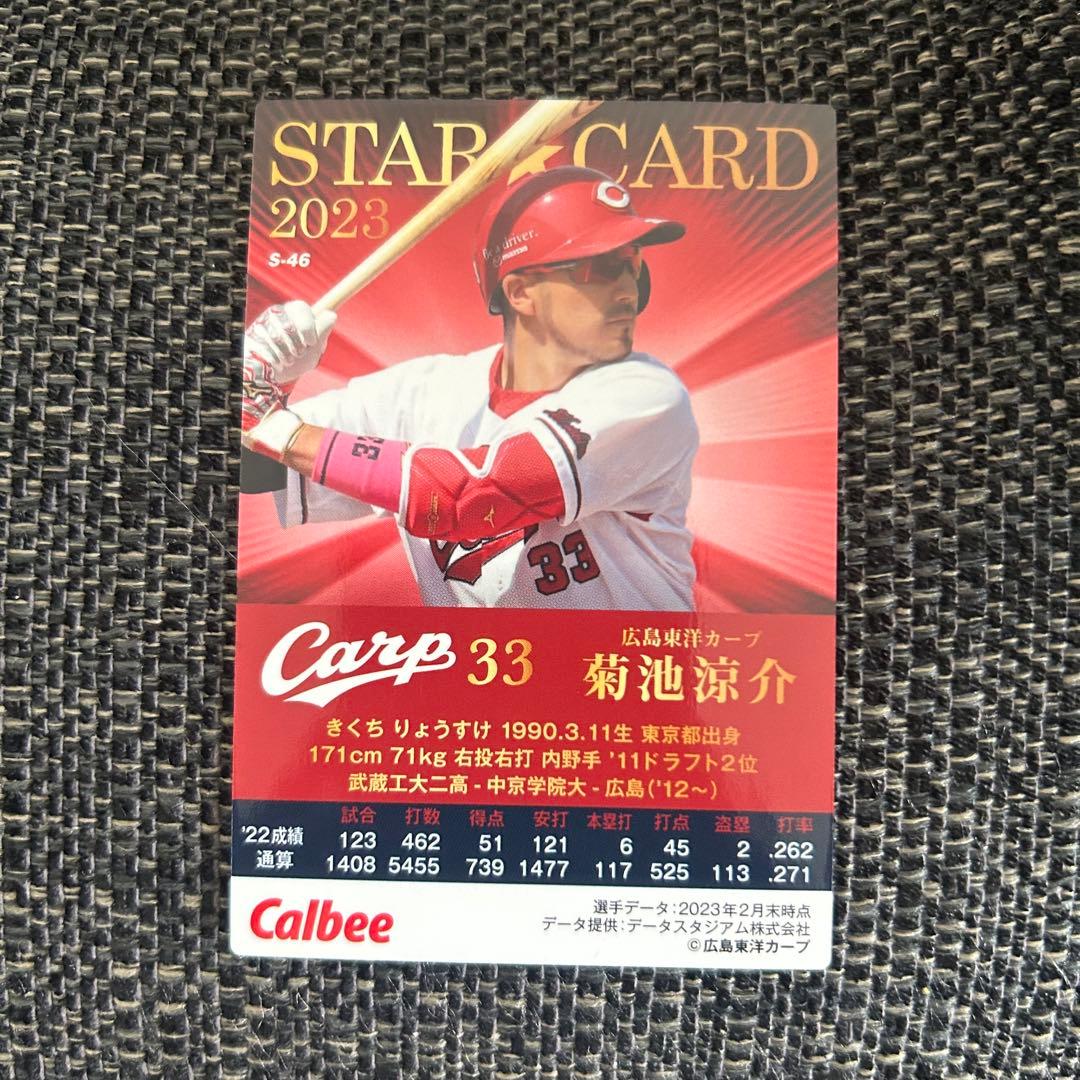 STAR★CARD
2023
S-46
Be a driver.
mazda
33
33
Carp 33
広島東洋カープ
菊池涼介
きくち りょうすけ 1990.3.11生 東京都出身
171cm 71kg 右投右打 内野手 '11ドラフト2位
武蔵工大二高 - 中京学院大 - 広島('12～)
試合 打数 得点 安打 本塁打 打点 盗塁 打率
'22成績 123 462 51 121 6 45 2 .262
通算 1408 5455 739 1477 117 525 113 .271
Calbee
選手データ:2023年2月末時点
データ提供:データスタジアム株式会社
©広島東洋カープ